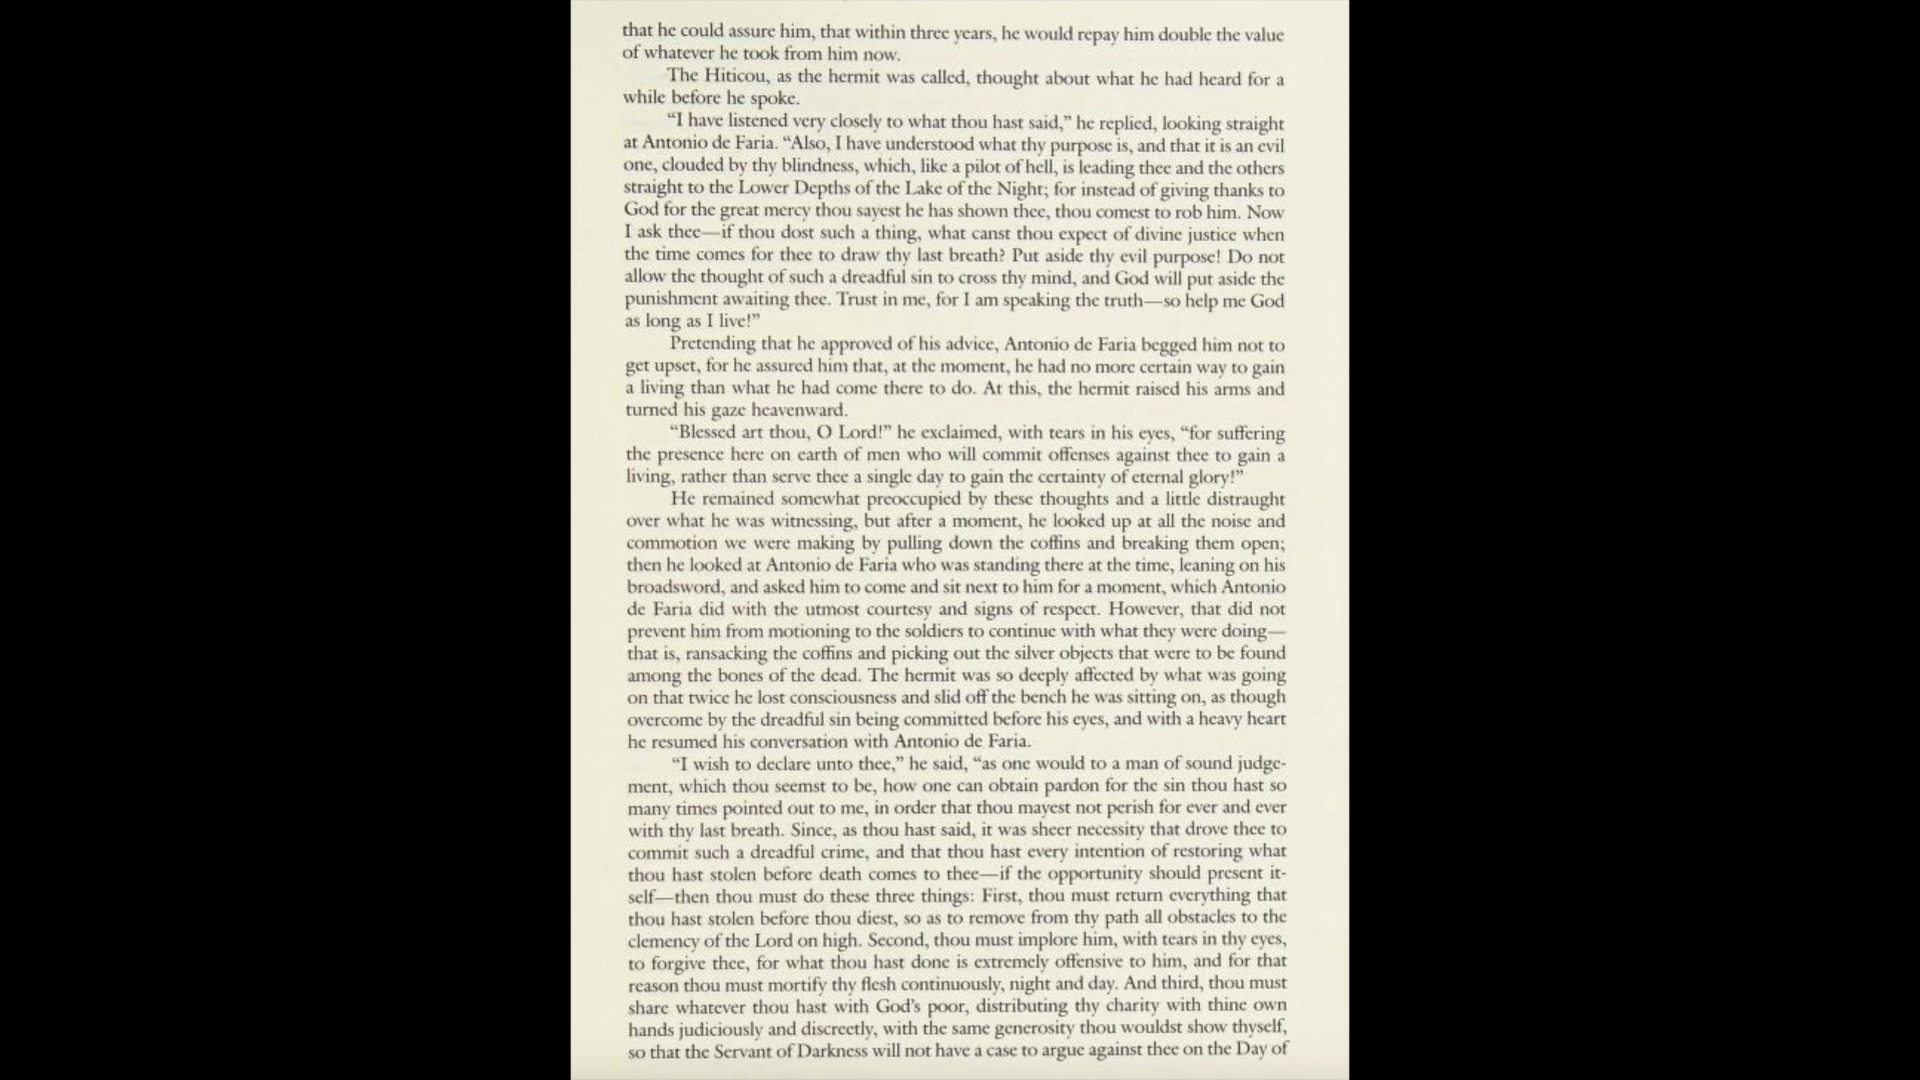 that he could assure him, that within three years, he would repay him double the value
of whatever he took from him now.
The Hiticou, as the hermit was called, thought about what he had heard for a
while before he spoke.
“I have listened very closely to what thou hast said,” he replied, looking straight
at Antonio de Faria. “Also, I have understood what thy purpose is, and that it is an evil
one, clouded by thy blindness, which, like a pilot of hell, is leading thee and the others
straight to the Lower Depths of the Lake of the Night; for instead of giving thanks to
God for the great mercy thou sayest he has shown thee, thou comest to rob him. Now
I ask thee—if thou dost such a thing, what canst thou expect of divine justice when
the time comes for thee to draw thy last breath? Put aside thy evil purpose! Do not
allow the thought of such a dreadful sin to cross thy mind, and God will put aside the
punishment awaiting thee. Trust in me, for I am speaking the truth—so help me God
as long as I live!”
Pretending that he approved of his advice, Antonio de Faria begged him not to
get upset, for he assured him that, at the moment, he had no more certain way to gain
a living than what he had come there to do. At this, the hermit raised his arms and
turned his gaze heavenward.
“Blessed art thou, O Lord!” he exclaimed, with tears in his eyes, “for suffering
the presence here on earth of men who will commit offenses against thee to gain a
living, rather than serve thee a single day to gain the certainty of eternal glory!”
He remained somewhat preoccupied by these thoughts and a little distraught
over what he was witnessing, but after a moment, he looked up at all the noise and
commotion we were making by pulling down the coffins and breaking them open;
then he looked at Antonio de Faria who was standing there at the time, leaning on his
broadsword, and asked him to come and sit next to him for a moment, which Antonio
de Faria did with the utmost courtesy and signs of respect. However, that did not
prevent him from motioning to the soldiers to continue with what they were doing—
that is, ransacking the coffins and picking out the silver objects that were to be found
among the bones of the dead. The hermit was so deeply affected by what was going
on that twice he lost consciousness and slid off the bench he was sitting on, as though
overcome by the dreadful sin being committed before his eyes, and with a heavy heart
he resumed his conversation with Antonio de Faria.
“I wish to declare unto thee,” he said, “as one would to a man of sound judge-
ment, which thou seemst to be, how one can obtain pardon for the sin thou hast so
many times pointed out to me, in order that thou mayest not perish for ever and ever
with thy last breath. Since, as thou hast said, it was sheer necessity that drove thee to
commit such a dreadful crime, and that thou hast every intention of restoring what
thou hast stolen before death comes to thee—if the opportunity should present it-
self—then thou must do these three things: First, thou must return everything that
thou hast stolen before thou diest, so as to remove from thy path all obstacles to the
clemency of the Lord on high. Second, thou must implore him, with tears in thy eyes,
to forgive thee, for what thou hast done is extremely offensive to him, and for that
reason thou must mortify thy flesh continuously, night and day. And third, thou must
share whatever thou hast with God’s poor, distributing thy charity with thine own
hands judiciously and discreetly, with the same generosity thou wouldst show thyself,
so that the Servant of Darkness will not have a case to argue against thee on the Day of